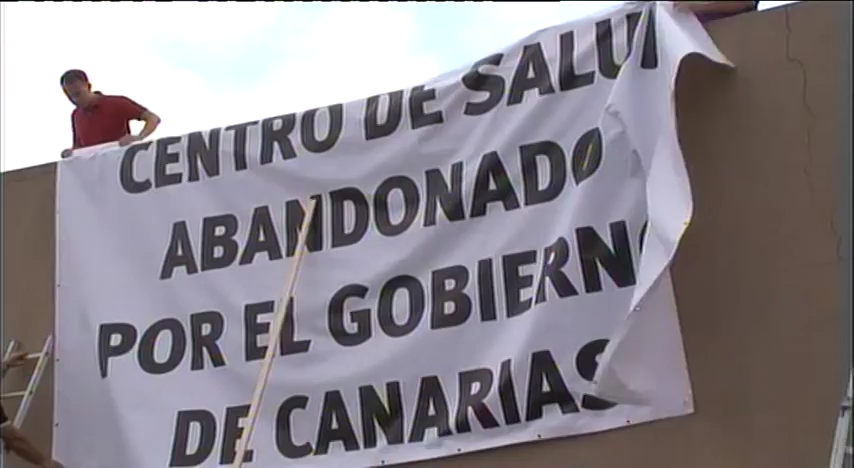 CENTRO DE SALUD
ABANDONADO
POR EL GOBIERNO
DE CANARIAS